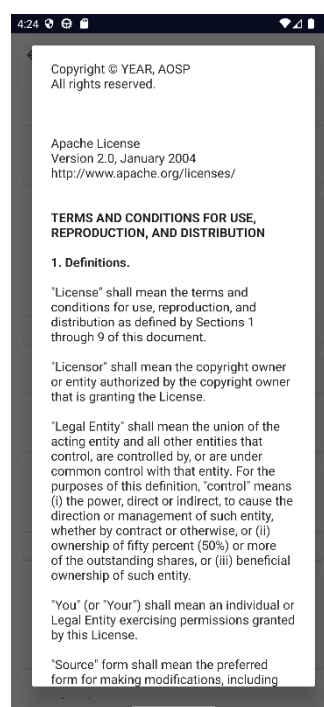 4:24
Copyright © YEAR, AOSP
All rights reserved.
Apache License
Version 2.0, January 2004
http://www.apache.org/licenses/
TERMS AND CONDITIONS FOR USE,
REPRODUCTION, AND DISTRIBUTION
1. Definitions.
"License" shall mean the terms and
conditions for use, reproduction, and
distribution as defined by Sections 1
through 9 of this document.
"Licensor" shall mean the copyright owner
or entity authorized by the copyright owner
that is granting the License.
"Legal Entity" shall mean the union of the
acting entity and all other entities that
control, are controlled by, or are under
common control with that entity. For the
purposes of this definition, "control" means
(i) the power, direct or indirect, to cause the
direction or management of such entity,
whether by contract or otherwise, or (ii)
ownership of fifty percent (50%) or more
of the outstanding shares, or (iii) beneficial
ownership of such entity.
"You" (or "Your") shall mean an individual or
Legal Entity exercising permissions granted
by this License.
"Source" form shall mean the preferred
form for making modifications, including